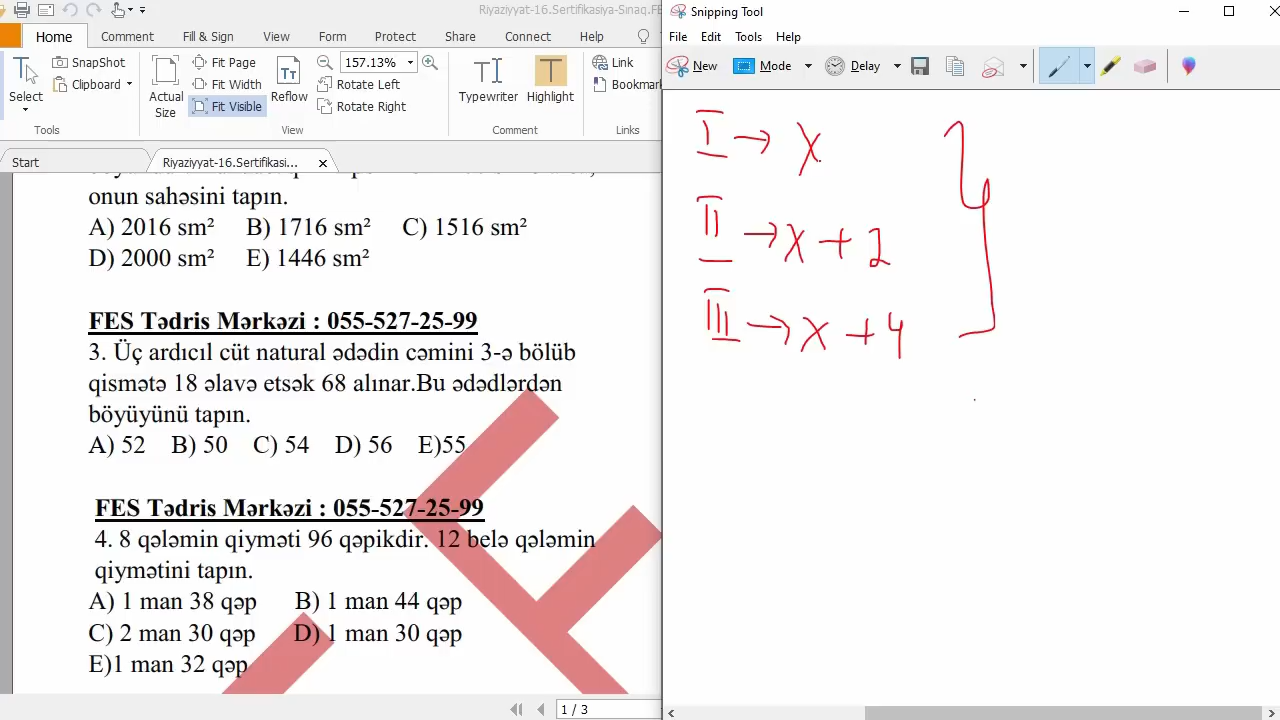 Riyaziyyat-16.Sertifikasiya-Sinaq.FE
Home Comment Fill & Sign View Form Protect Share Connect Help
Select SnapShot Clipboard Actual Size Fit Page Fit Width Fit Visible Reflow 157.13% Rotate Left Rotate Right Typewriter Highlight Link Bookmark
Tools View Comment Links
Start Riyaziyyat-16.Sertifikasi...
onun sahəsini tapın.
A) 2016 sm² B) 1716 sm² C) 1516 sm²
D) 2000 sm² E) 1446 sm²
FES Tədris Mərkəzi : 055-527-25-99
3. Üç ardıcıl cüt natural ədədin cəmini 3-ə bölüb
qismətə 18 əlavə etsək 68 alınar.Bu ədədlərdən
böyüyünü tapın.
A) 52 B) 50 C) 54 D) 56 E)55
FES Tədris Mərkəzi : 055-527-25-99
4. 8 qələmin qiyməti 96 qəpikdir. 12 belə qələmin
qiymətini tapın.
A) 1 man 38 qəp B) 1 man 44 qəp
C) 2 man 30 qəp D) 1 man 30 qəp
E)1 man 32 qəp
1 / 3
Snipping Tool
File Edit Tools Help
New Mode Delay
I → x
II → x + 2
III → x + 4